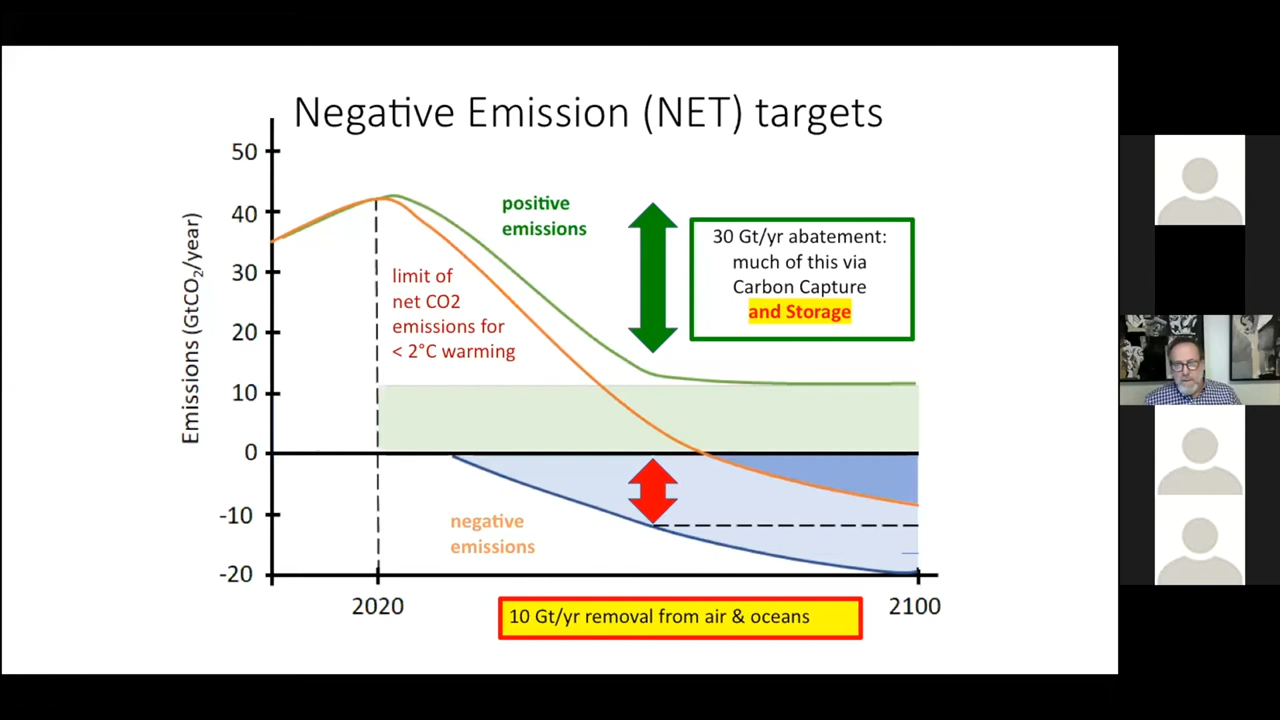 Negative Emission (NET) targets
50
40
30
20
10
0
-10
-20
Emissions (GtCO₂/year)
positive
emissions
30 Gt/yr abatement:
much of this via
Carbon Capture
and Storage
limit of
net CO2
emissions for
< 2°C warming
negative
emissions
2020
2100
10 Gt/yr removal from air & oceans